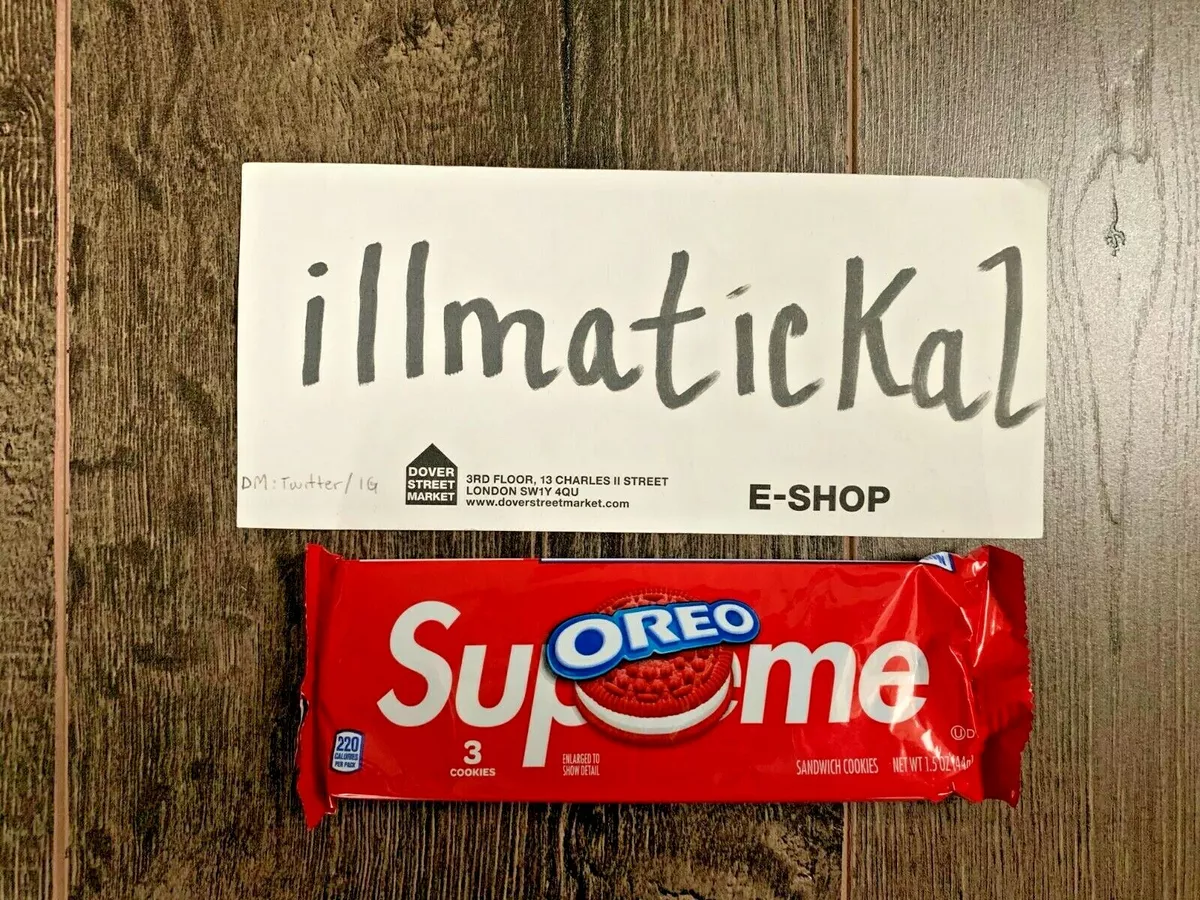 illmaticKal
DM: Twitter/IG
DOVER
STREET
MARKET
3RD FLOOR, 13 CHARLES II STREET
LONDON SW1Y 4QU
www.doverstreetmarket.com
E-SHOP
OREO
220
CALORIES
PER PACK
3
COOKIES
ENLARGED TO
SHOW DETAIL
SANDWICH COOKIES
NET WT 1.5 OZ
U D